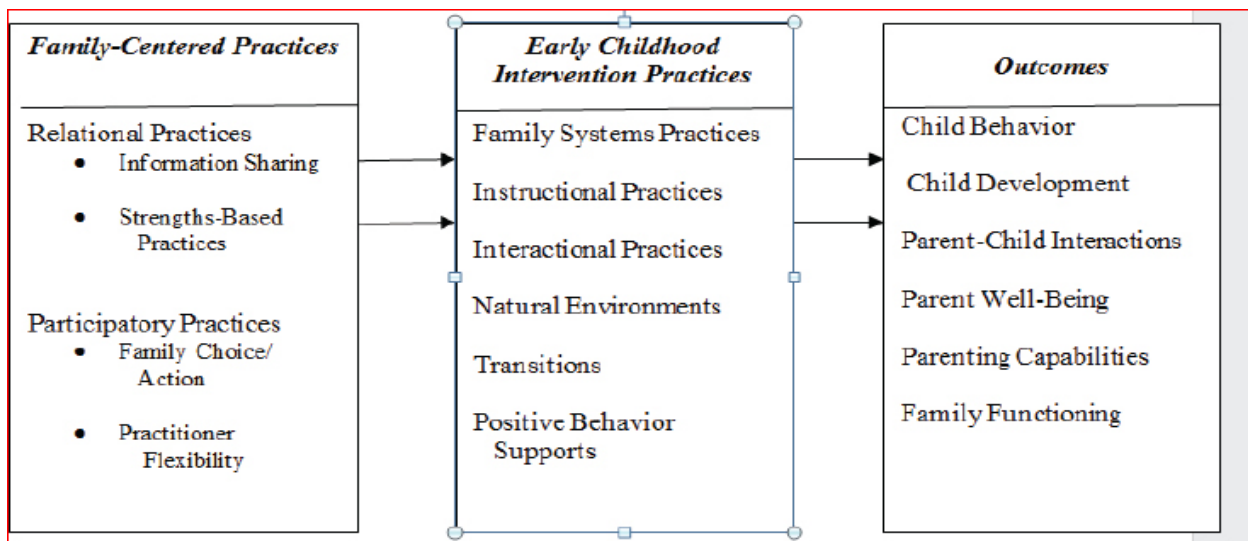 Family-Centered Practices
Relational Practices
• Information Sharing
• Strengths-Based
Practices
Participatory Practices
• Family Choice/
Action
• Practitioner
Flexibility
Early Childhood
Intervention Practices
Family Systems Practices
Instructional Practices
Interactional Practices
Natural Environments
Transitions
Positive Behavior
Supports
Outcomes
Child Behavior
Child Development
Parent-Child Interactions
Parent Well-Being
Parenting Capabilities
Family Functioning